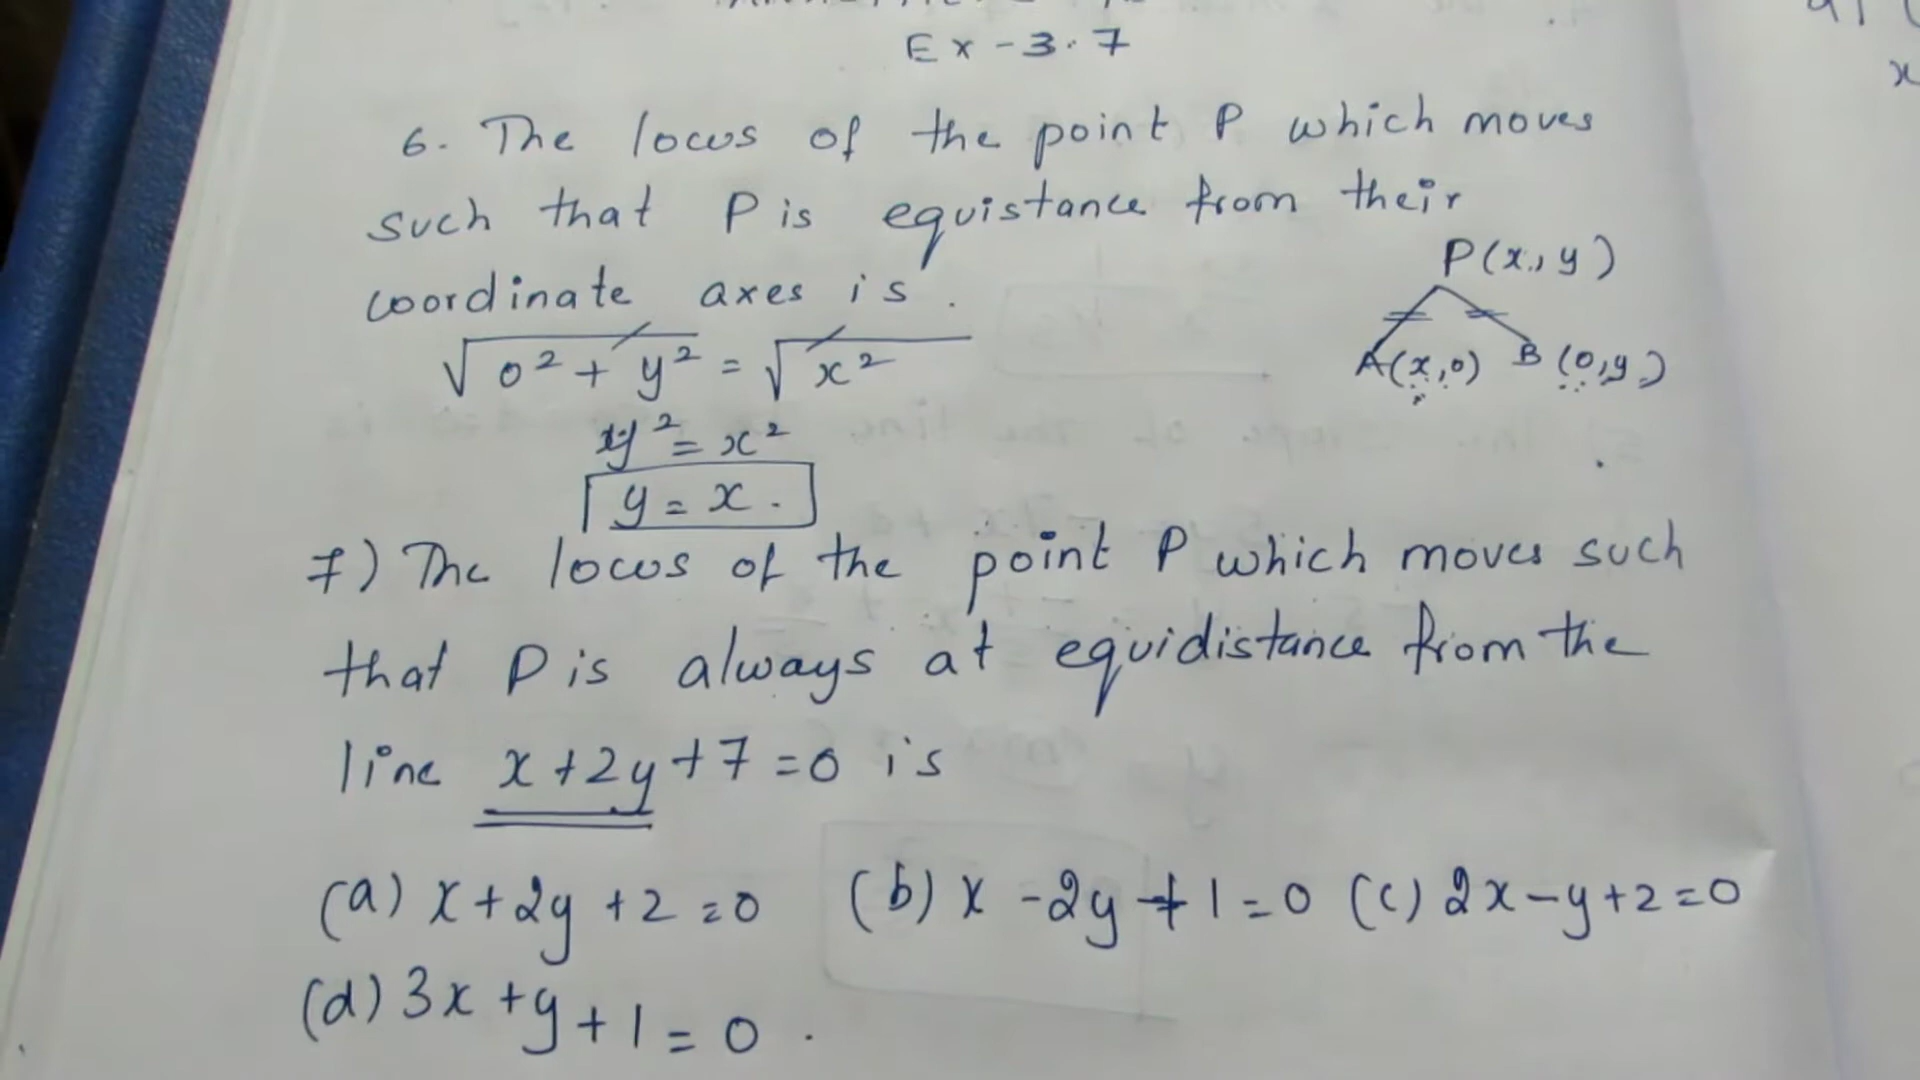 Ex-3.7
6. The locus of the point P which moves
such that P is equistance from their
coordinate axes is.
P(x, y)
A(x,0) B(0,y)
√0²+y² = √x²
y²=x²
y=x.
7) The locus of the point P which moves such
that P is always at equidistance from the
line x+2y+7=0 is
(a) x+2y+2=0 (b) x-2y+1=0 (c) 2x-y+2=0
(d) 3x+y+1=0.